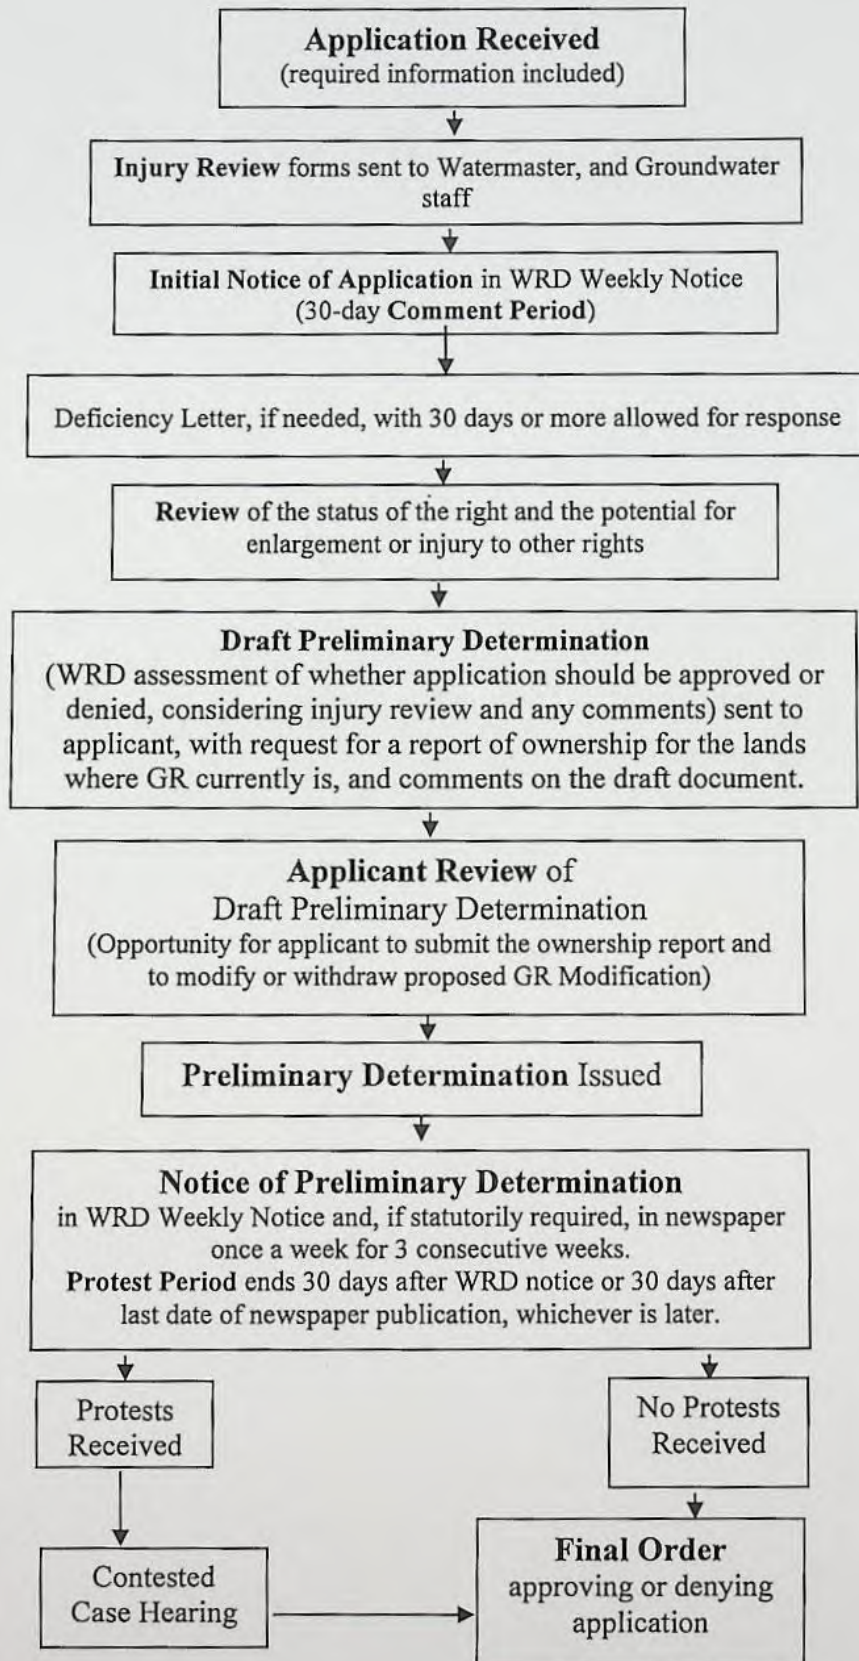 Application Received
(required information included)
Injury Review forms sent to Watermaster, and Groundwater
staff
Initial Notice of Application in WRD Weekly Notice
(30-day Comment Period)
Deficiency Letter, if needed, with 30 days or more allowed for response
Review of the status of the right and the potential for
enlargement or injury to other rights
Draft Preliminary Determination
(WRD assessment of whether application should be approved or
denied, considering injury review and any comments) sent to
applicant, with request for a report of ownership for the lands
where GR currently is, and comments on the draft document.
Applicant Review of
Draft Preliminary Determination
(Opportunity for applicant to submit the ownership report and
to modify or withdraw proposed GR Modification)
Preliminary Determination Issued
Notice of Preliminary Determination
in WRD Weekly Notice and, if statutorily required, in newspaper
once a week for 3 consecutive weeks.
Protest Period ends 30 days after WRD notice or 30 days after
last date of newspaper publication, whichever is later.
Protests
Received
No Protests
Received
Contested
Case Hearing
Final Order
approving or denying
application